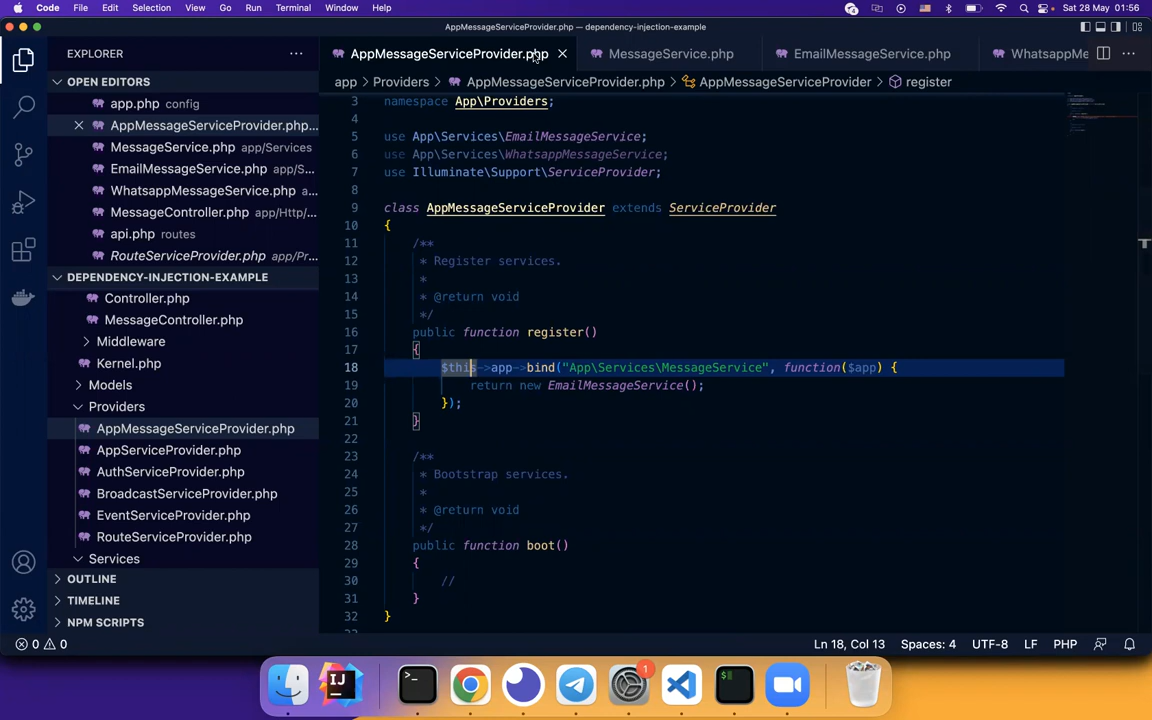 Code File Edit Selection View Go Run Terminal Window Help Sat 28 May 01:56
AppMessageServiceProvider.php — dependency-injection-example
EXPLORER
OPEN EDITORS
app.php config
AppMessageServiceProvider.php...
MessageService.php app/Services
EmailMessageService.php app/S...
WhatsappMessageService.php a...
MessageController.php app/Http/...
api.php routes
RouteServiceProvider.php app/Pr...
DEPENDENCY-INJECTION-EXAMPLE
Controller.php
MessageController.php
Middleware
Kernel.php
Models
Providers
AppMessageServiceProvider.php
AppServiceProvider.php
AuthServiceProvider.php
BroadcastServiceProvider.php
EventServiceProvider.php
RouteServiceProvider.php
Services
OUTLINE
TIMELINE
NPM SCRIPTS
AppMessageServiceProvider.php MessageService.php EmailMessageService.php WhatsappMe
app > Providers > AppMessageServiceProvider.php > AppMessageServiceProvider > register
3 namespace App\Providers;
4
5 use App\Services\EmailMessageService;
6 use App\Services\WhatsappMessageService;
7 use Illuminate\Support\ServiceProvider;
8
9 class AppMessageServiceProvider extends ServiceProvider
10 {
11 /**
12 * Register services.
13 *
14 * @return void
15 */
16 public function register()
17 {
18 $this->app->bind("App\Services\MessageService", function($app) {
19 return new EmailMessageService();
20 });
21 }
22
23 /**
24 * Bootstrap services.
25 *
26 * @return void
27 */
28 public function boot()
29 {
30 //
31 }
32 }
0 0 Ln 18, Col 13 Spaces: 4 UTF-8 LF PHP
1